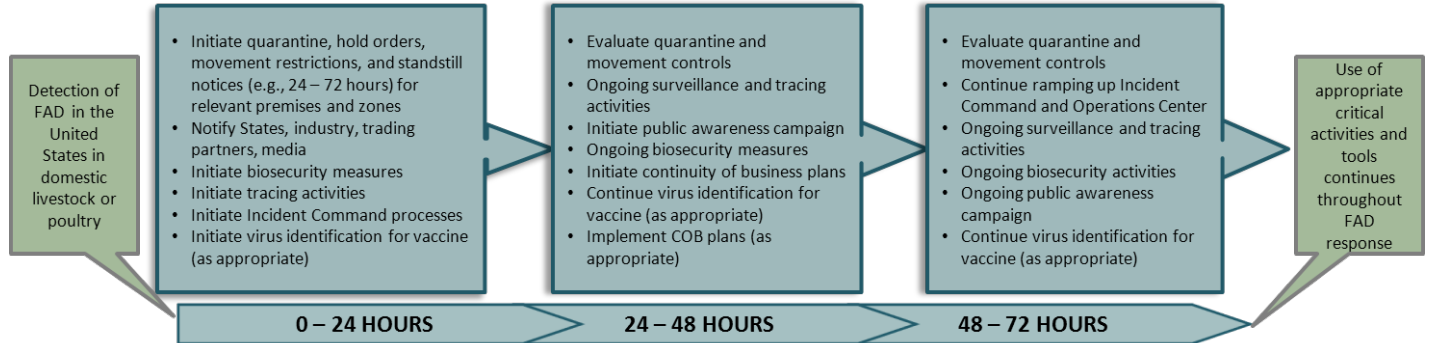 Detection of
FAD in the
United
States in
domestic
livestock or
poultry
• Initiate quarantine, hold orders,
movement restrictions, and standstill
notices (e.g., 24 – 72 hours) for
relevant premises and zones
• Notify States, industry, trading
partners, media
• Initiate biosecurity measures
• Initiate tracing activities
• Initiate Incident Command processes
• Initiate virus identification for vaccine
(as appropriate)
• Evaluate quarantine and
movement controls
• Ongoing surveillance and tracing
activities
• Initiate public awareness campaign
• Ongoing biosecurity measures
• Initiate continuity of business plans
• Continue virus identification for
vaccine (as appropriate)
• Implement COB plans (as
appropriate)
• Evaluate quarantine and
movement controls
• Continue ramping up Incident
Command and Operations Center
• Ongoing surveillance and tracing
activities
• Ongoing biosecurity activities
• Ongoing public awareness
campaign
• Continue virus identification for
vaccine (as appropriate)
Use of
appropriate
critical
activities and
tools
continues
throughout
FAD
response
0 – 24 HOURS
24 – 48 HOURS
48 – 72 HOURS